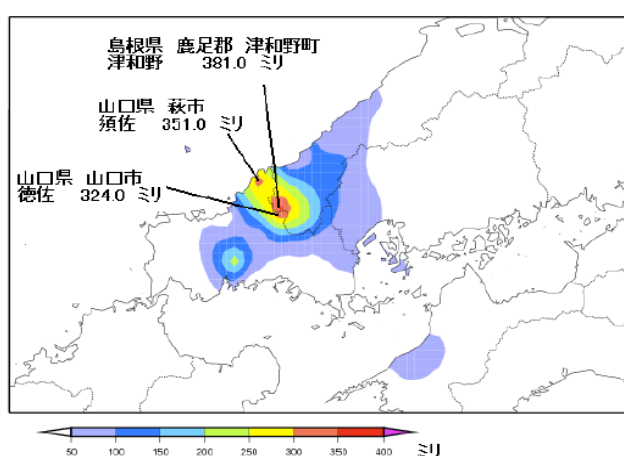 島根県 鹿足郡 津和野町
津和野 381.0 ミリ
山口県 萩市
須佐 351.0 ミリ
山口県 山口市
徳佐 324.0 ミリ
50 100 150 200 250 300 350 400 ミリ